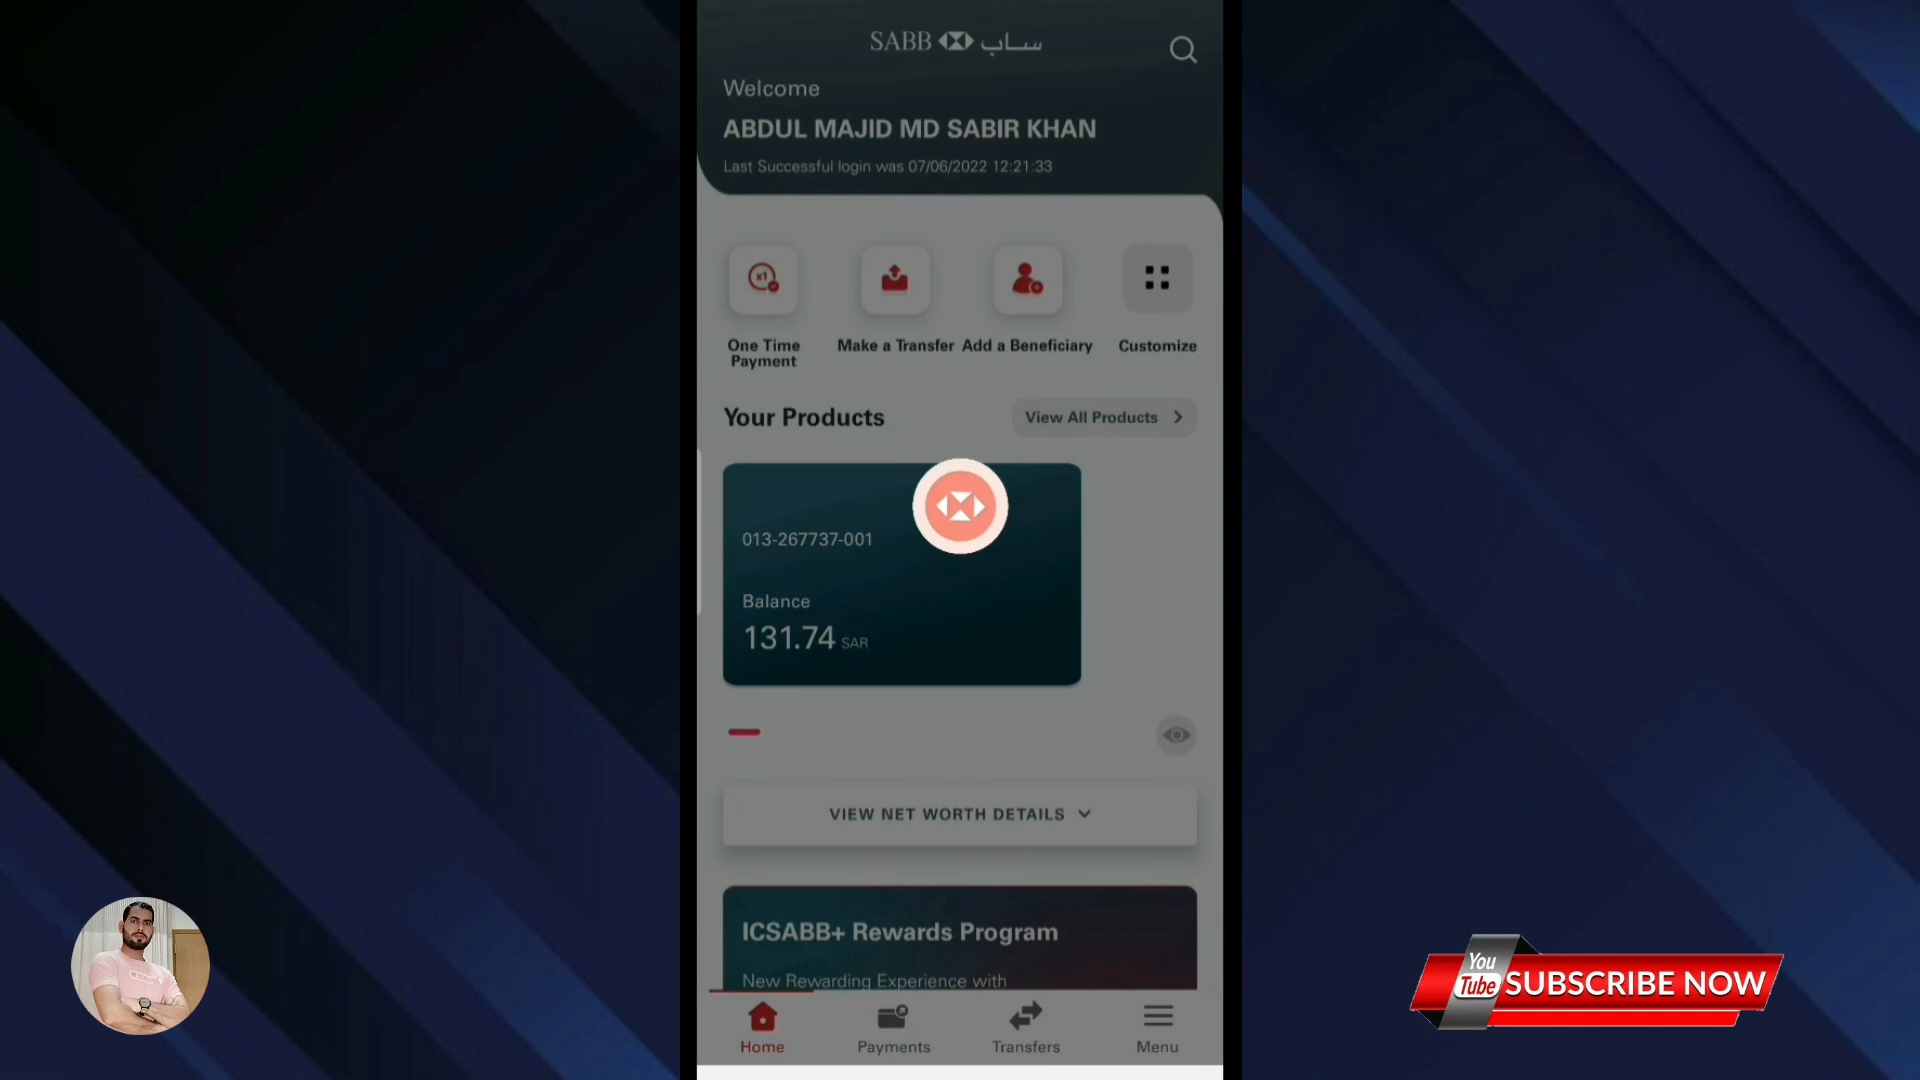 SABB ساب
Welcome
ABDUL MAJID MD SABIR KHAN
Last Successful login was 07/06/2022 12:21:33
x1
One Time
Payment
Make a Transfer
Add a Beneficiary
Customize
Your Products
View All Products
013-267737-001
Balance
131.74 SAR
VIEW NET WORTH DETAILS
ICSABB+ Rewards Program
New Rewarding Experience with
Home
Payments
Transfers
Menu
You
Tube
SUBSCRIBE NOW